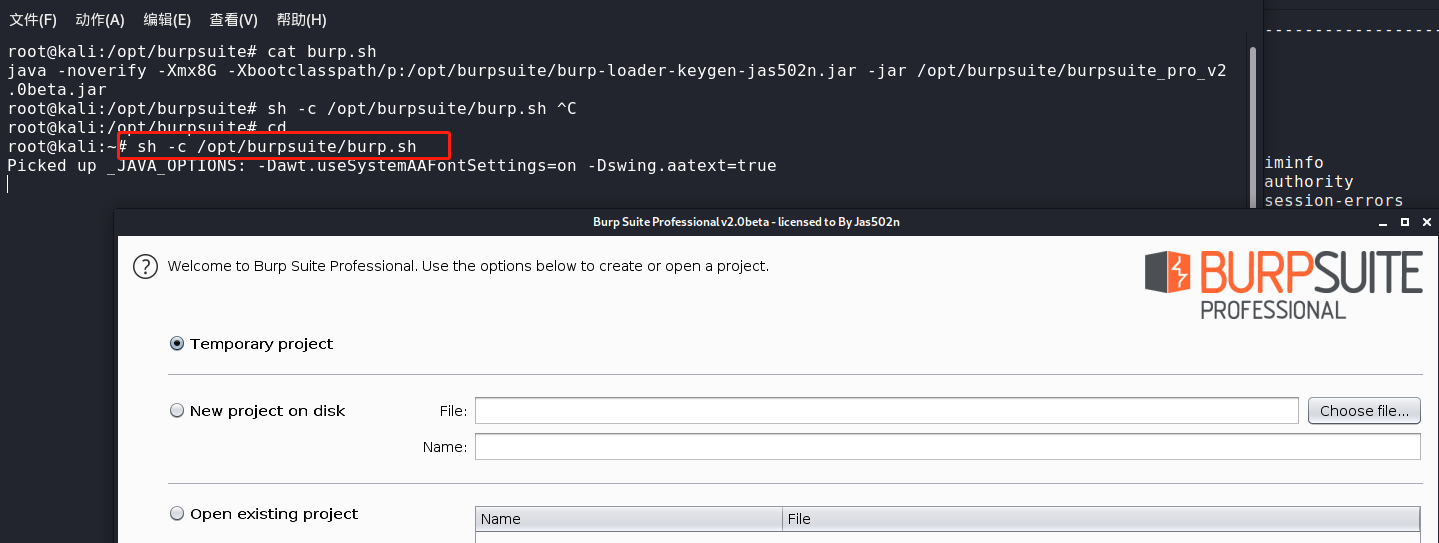 文件(F) 动作(A) 编辑(E) 查看(V) 帮助(H)
root@kali:/opt/burpsuite# cat burp.sh
java -noverify -Xmx8G -Xbootclasspath/p:/opt/burpsuite/burp-loader-keygen-jas502n.jar -jar /opt/burpsuite/burpsuite_pro_v2
.0beta.jar
root@kali:/opt/burpsuite# sh -c /opt/burpsuite/burp.sh ^C
root@kali:/opt/burpsuite# cd
root@kali:~# sh -c /opt/burpsuite/burp.sh
Picked up _JAVA_OPTIONS: -Dawt.useSystemAAFontSettings=on -Dswing.aatext=true
------------------
iminfo
authority
session-errors
Burp Suite Professional v2.0beta - licensed to By Jas502n
? Welcome to Burp Suite Professional. Use the options below to create or open a project.
BURPSUITE
PROFESSIONAL
Temporary project
New project on disk File: Choose file...
Name:
Open existing project Name File